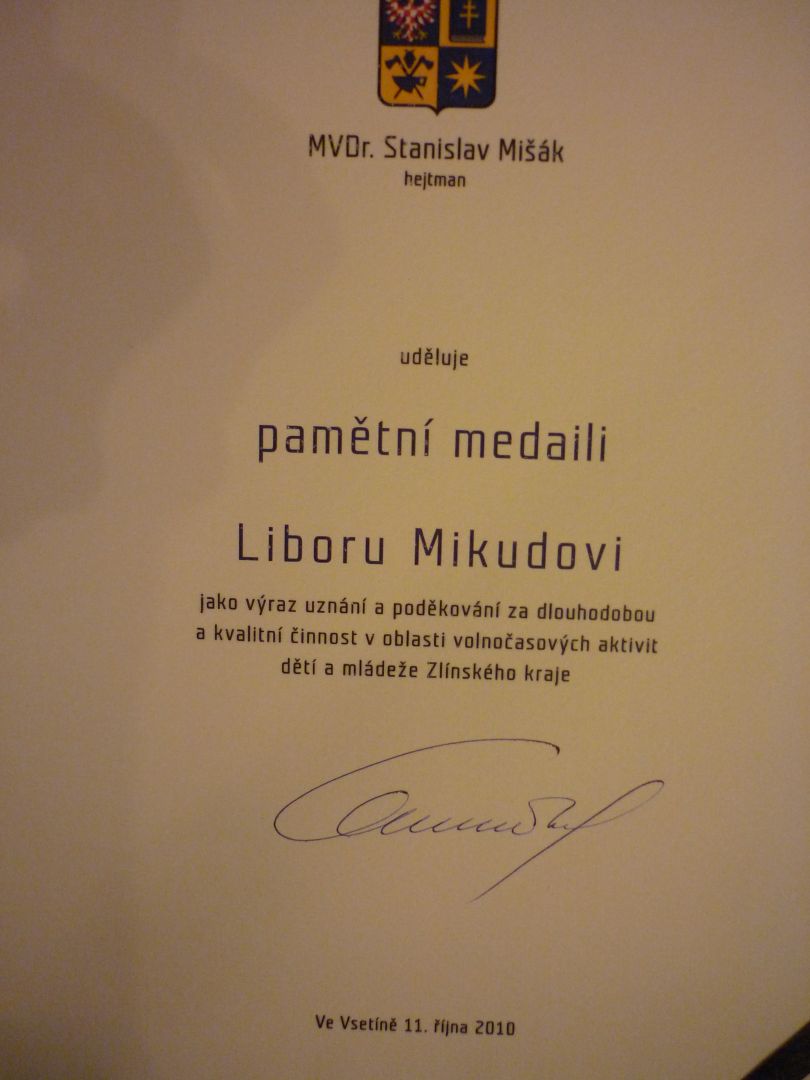 MVDr. Stanislav Mišák
hejtman
uděluje
pamětní medaili
Liboru Mikudovi
jako výraz uznání a poděkování za dlouhodobou
a kvalitní činnost v oblasti volnočasových aktivit
dětí a mládeže Zlínského kraje
Ve Vsetíně 11. října 2010